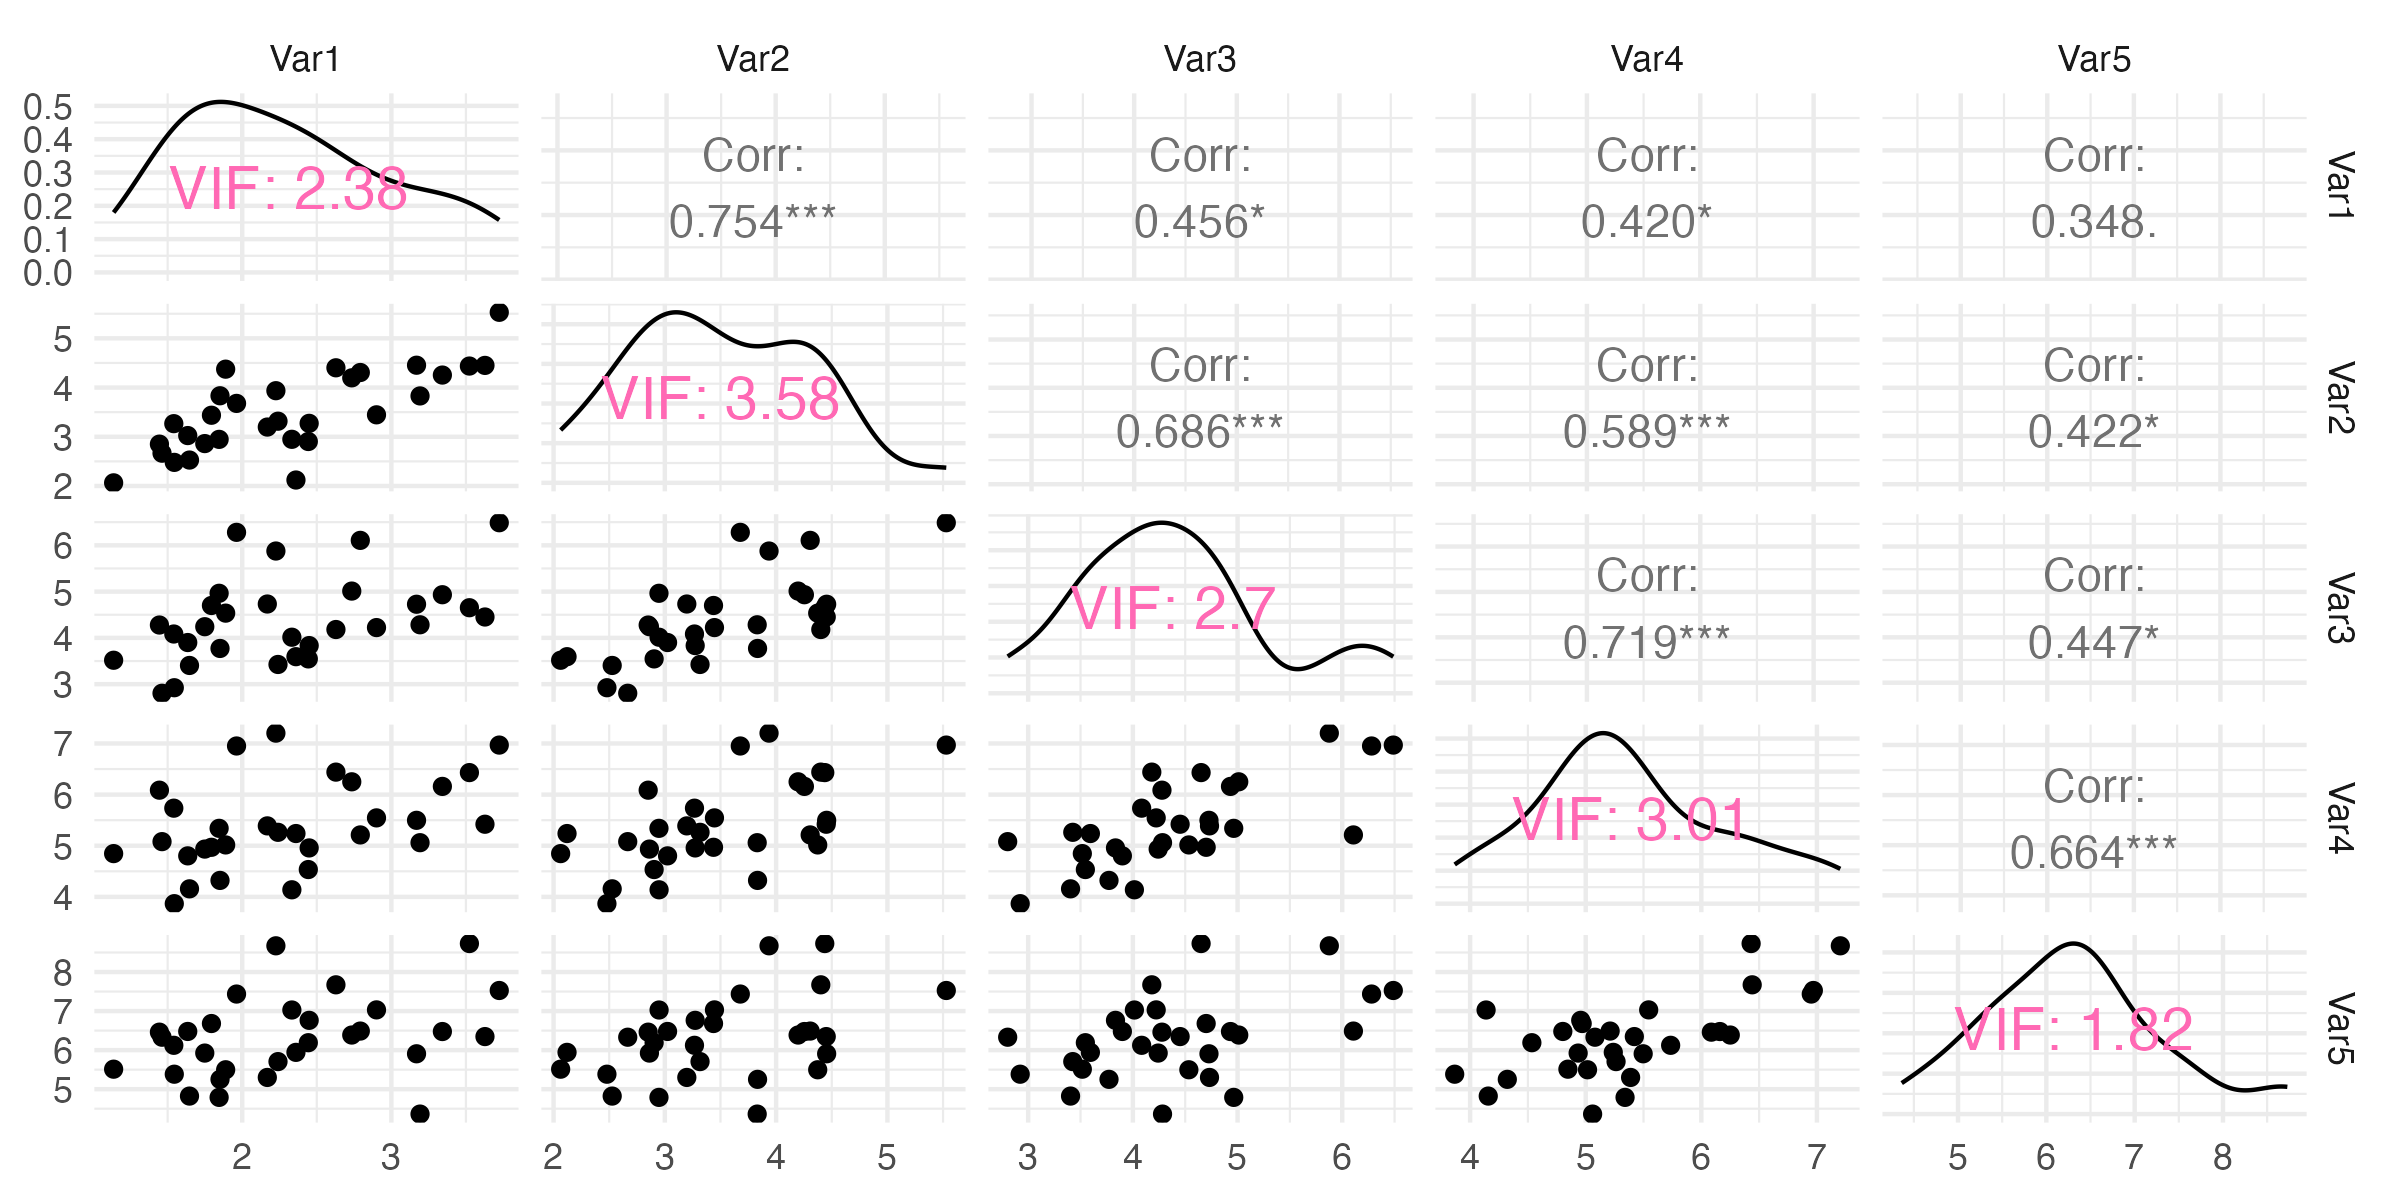 Var1 Var2 Var3 Var4 Var5
0.5
0.4
0.3
0.2
0.1
0.0
VIF: 2.38
Corr:
0.754***
Corr:
0.456*
Corr:
0.420*
Corr:
0.348.
Var1
5
4
3
2
VIF: 3.58
Corr:
0.686***
Corr:
0.589***
Corr:
0.422*
Var2
6
5
4
3
VIF: 2.7
Corr:
0.719***
Corr:
0.447*
Var3
7
6
5
4
VIF: 3.01
Corr:
0.664***
Var4
8
7
6
5
VIF: 1.82
Var5
2 3
2 3 4 5
3 4 5 6
4 5 6 7
5 6 7 8